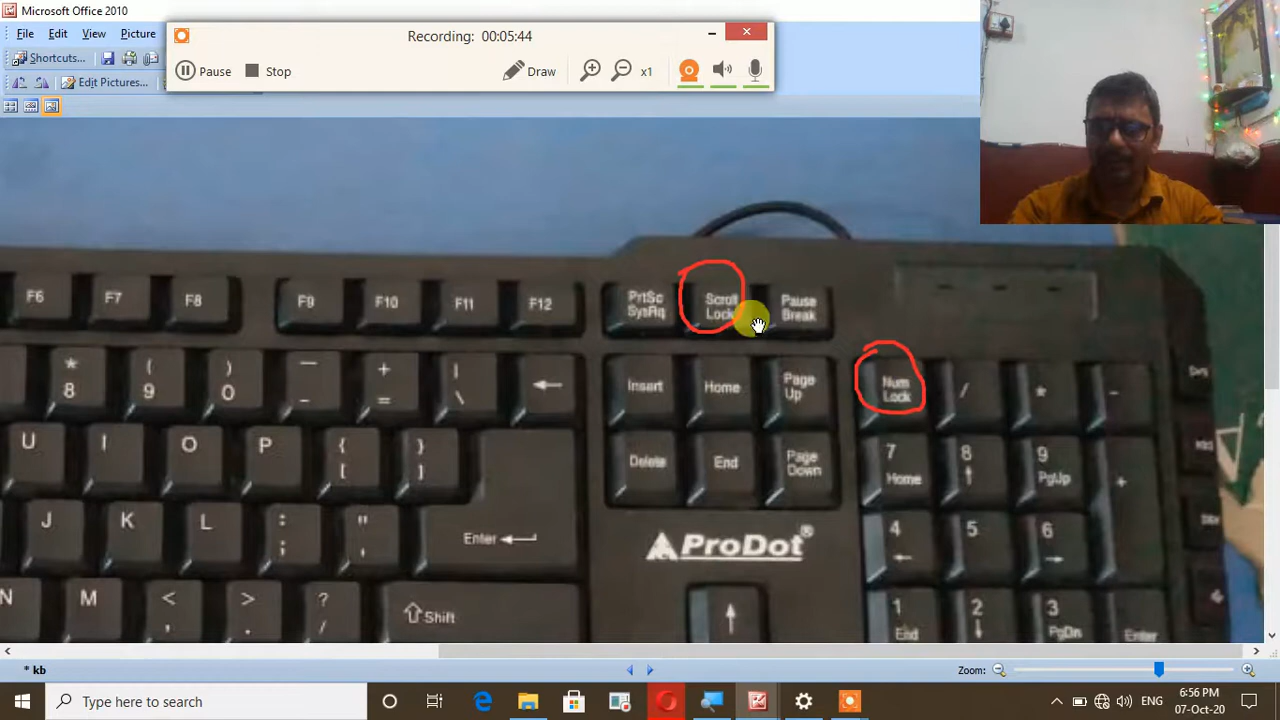 Microsoft Office 2010
File Edit View Picture
Shortcuts...
Edit Pictures...
Recording: 00:05:44
Pause Stop Draw x1
F6 F7 F8 F9 F10 F11 F12
PrtSc
SysRq
Scroll
Lock
Pause
Break
* 8
( 9
) 0
— -
+ =
| \
Insert
Home
Page
Up
Num
Lock
/ * -
U I O P
{ [
} ]
Delete
End
Page
Down
7
Home
8
9
PgUp
+
J K L
: ;
" '
Enter
ProDot®
4
5
6
N M
< ,
> .
? /
Shift
1
End
2
3
PgDn
Enter
* kb
Zoom:
Type here to search
ENG
6:56 PM
07-Oct-20